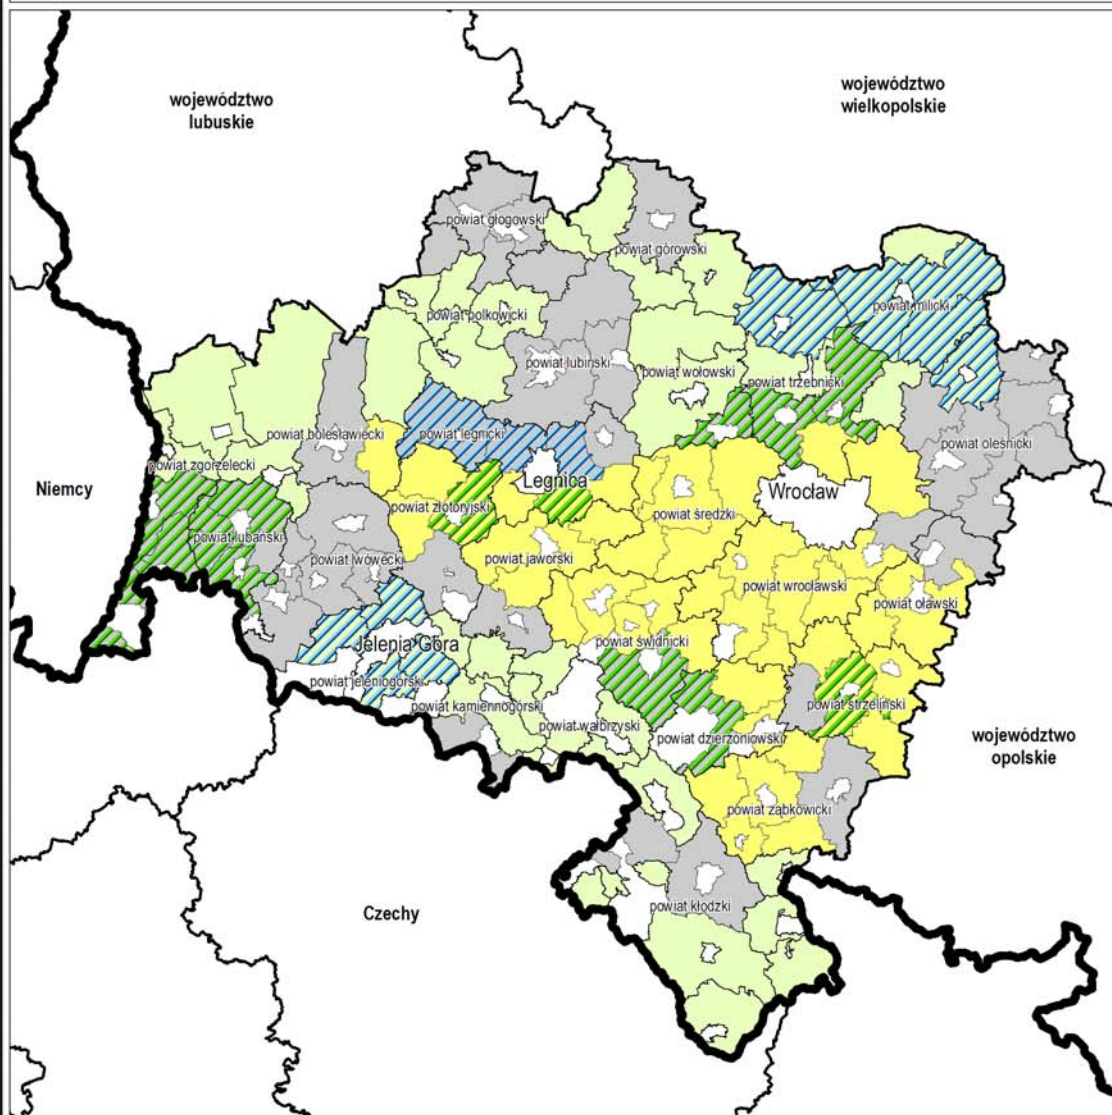 województwo
lubuskie
województwo
wielkopolskie
powiat głogowski
powiat górowski
powiat milicki
powiat polkowicki
powiat lubiński
powiat wołowski
powiat trzebnicki
powiat legnicki
powiat bolesławiecki
powiat oleśnicki
powiat zgorzelecki
Niemcy
Legnica
Wrocław
powiat złotoryjski
powiat średzki
powiat lubański
powiat lwówecki
powiat jaworski
powiat wrocławski
powiat oławski
Jelenia Góra
powiat świdnicki
powiat jeleniogórski
powiat kamiennogórski
powiat strzeliński
powiat wałbrzyski
powiat dzierżoniowski
województwo
opolskie
powiat ząbkowicki
Czechy
powiat kłodzki